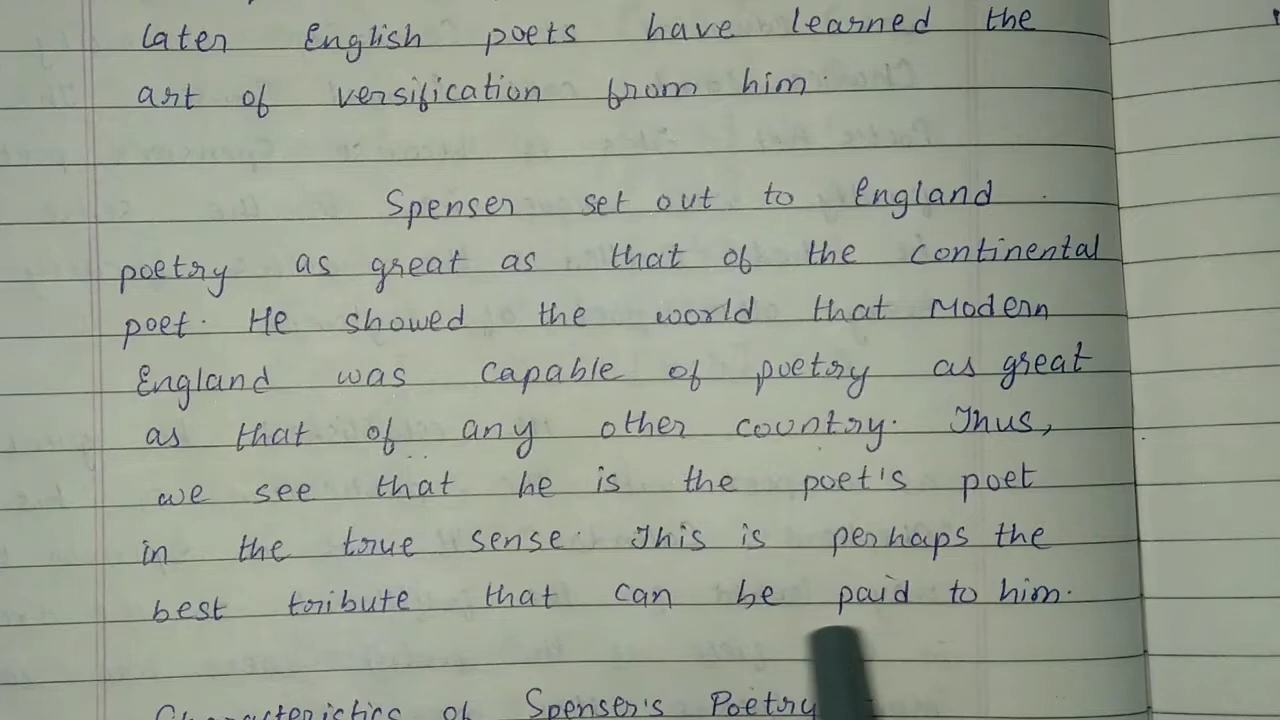 later English poets have learned the
art of versification from him.
Spenser set out to England
poetry as great as that of the continental
poet. He showed the world that Modern
England was capable of poetry as great
as that of any other country. Thus,
we see that he is the poet's poet
in the true sense. This is perhaps the
best tribute that can be paid to him.
Characteristics of Spenser's Poetry